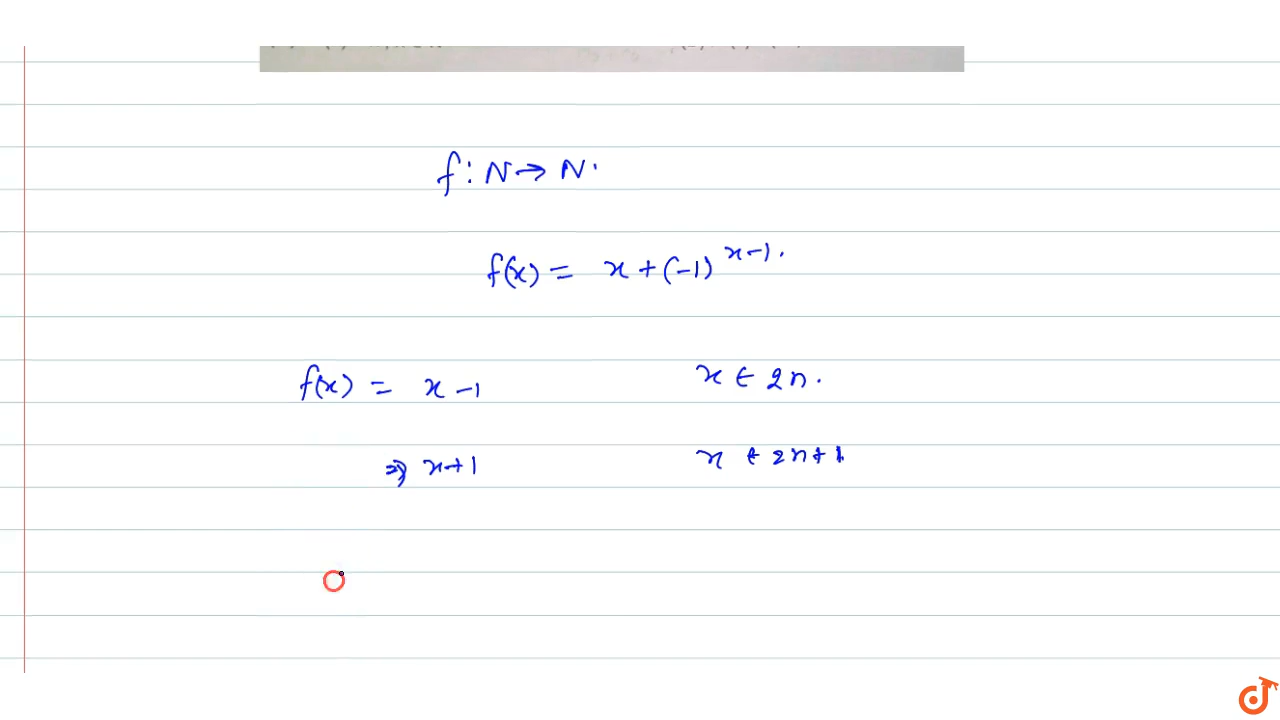 f : N → N.
f(x) = x + (-1)^{x-1}.
f(x) = x - 1 x ∈ 2n.
⇒ x + 1 x ∈ 2n + 1.